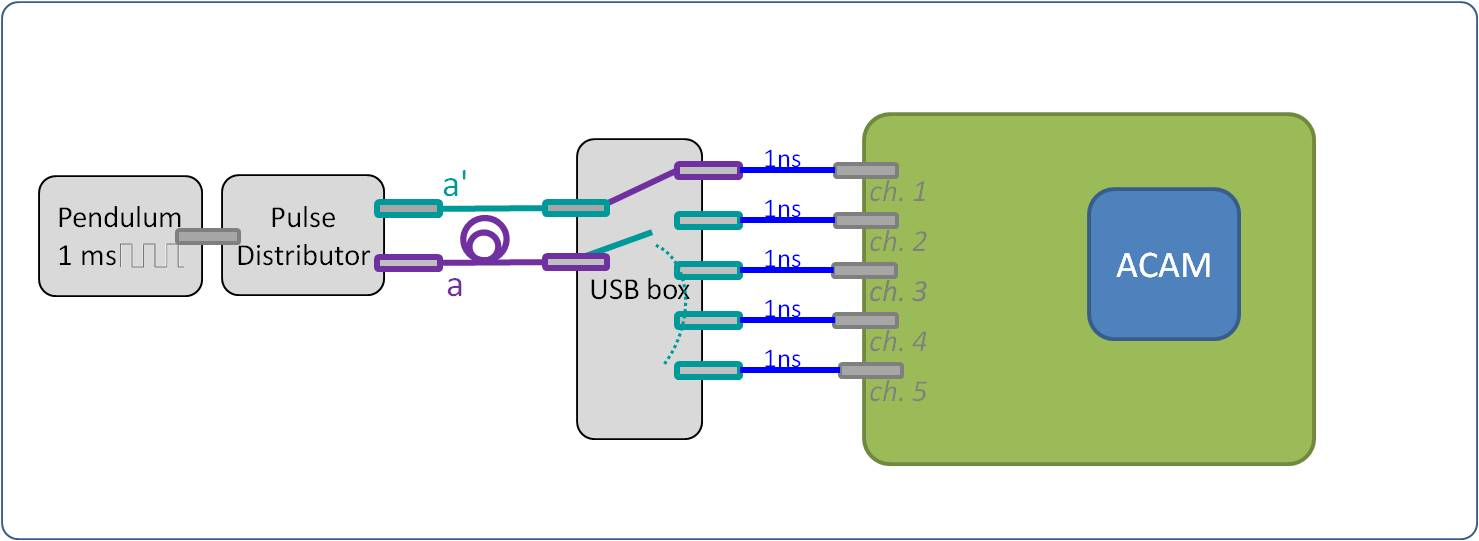 Pendulum
1 ms
Pulse
Distributor
a'
a
USB box
1ns
1ns
1ns
1ns
1ns
ch. 1
ch. 2
ch. 3
ch. 4
ch. 5
ACAM